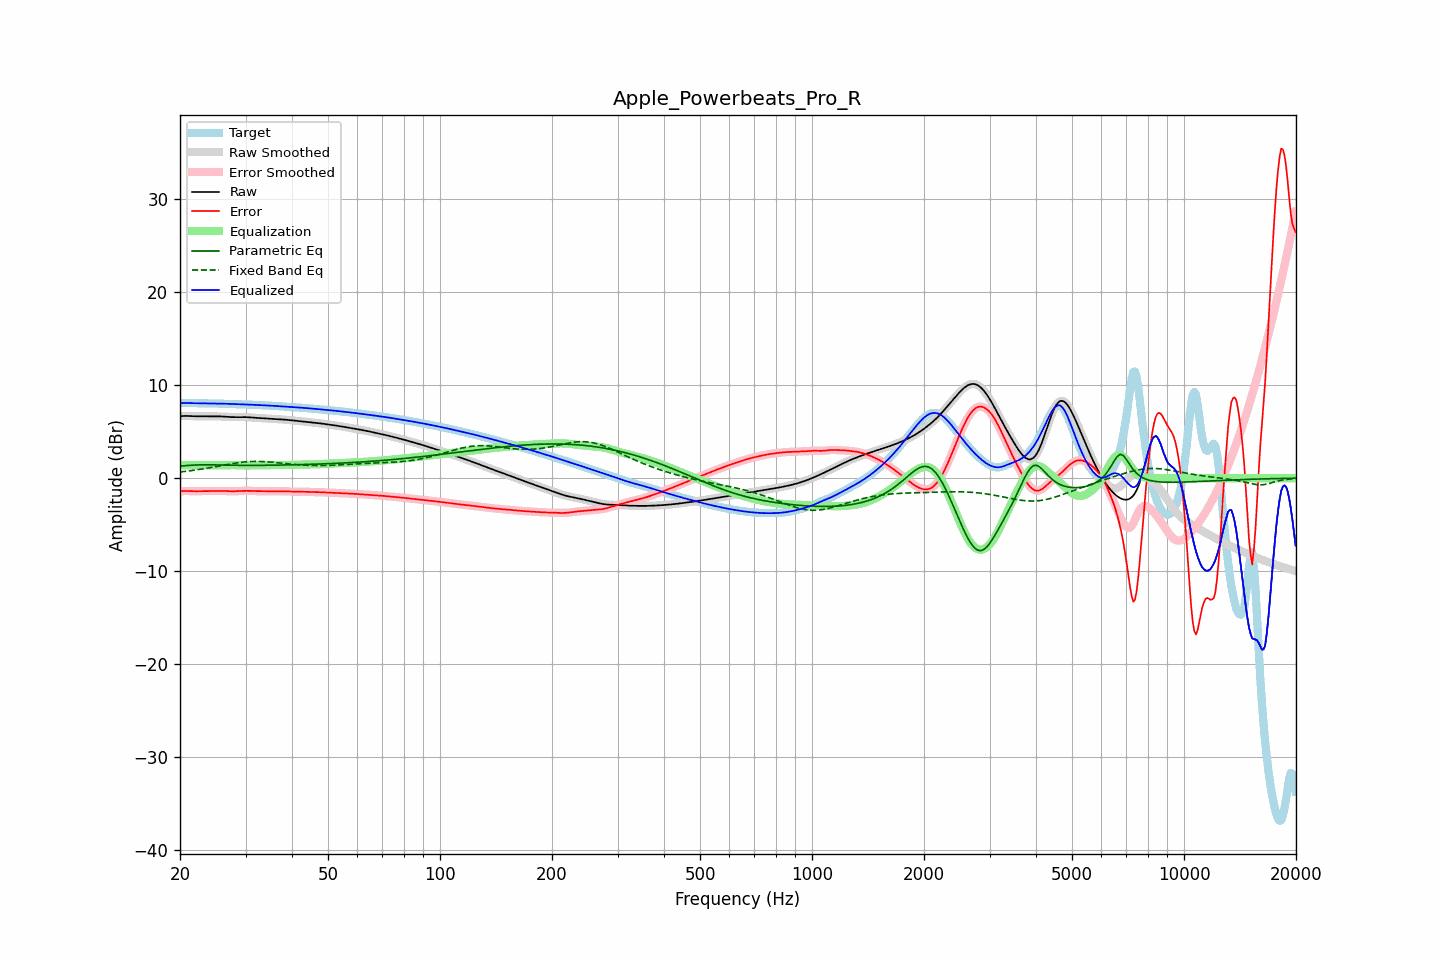 Apple_Powerbeats_Pro_R
Target
Raw Smoothed
Error Smoothed
Raw
Error
Equalization
Parametric Eq
Fixed Band Eq
Equalized
30
20
10
0
−10
−20
−30
−40
Amplitude (dBr)
20
50
100
200
500
1000
2000
5000
10000
20000
Frequency (Hz)